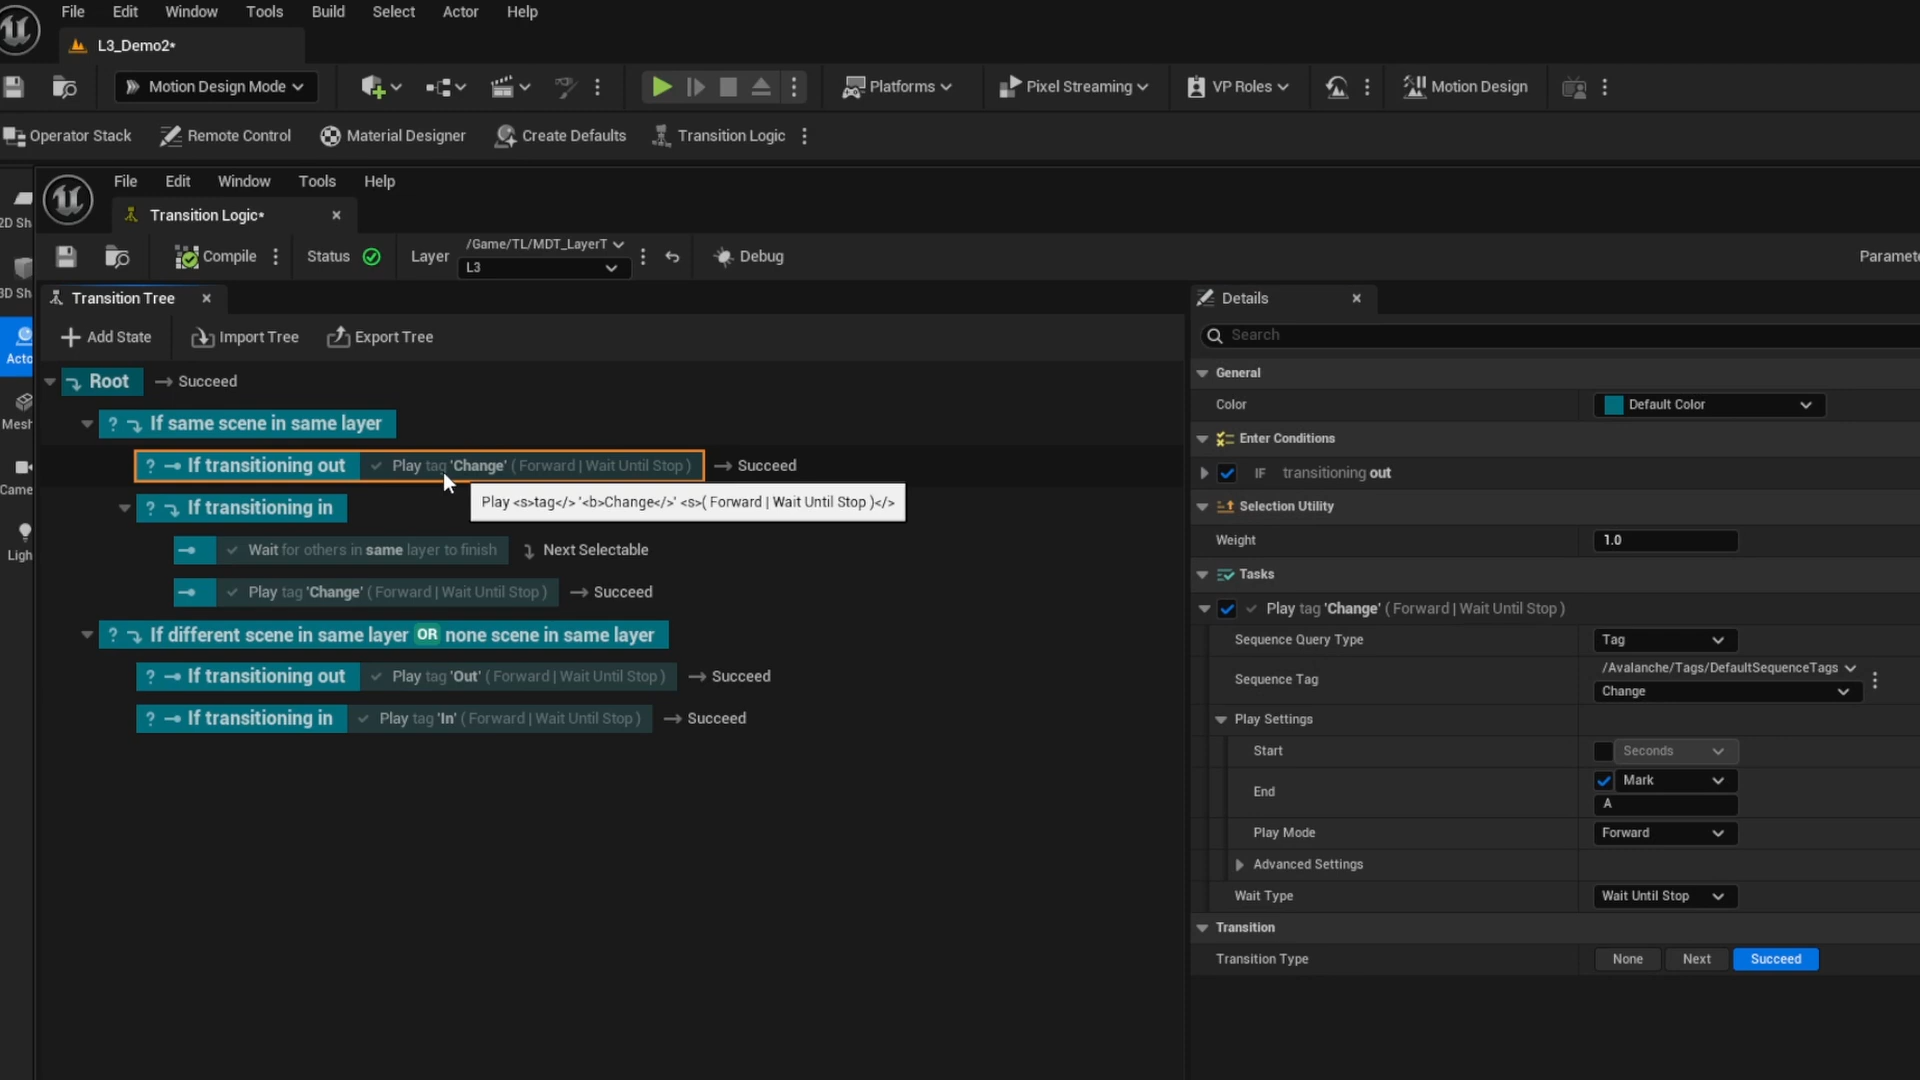 File Edit Window Tools Build Select Actor Help
L3_Demo2*
Motion Design Mode Platforms Pixel Streaming VP Roles Motion Design
Operator Stack Remote Control Material Designer Create Defaults Transition Logic
File Edit Window Tools Help
2D Sh
Transition Logic*
Compile Status Layer /Game/TL/MDT_LayerT L3 Debug Paramete
3D Sh
Transition Tree
Details
Add State Import Tree Export Tree
Search
Acto
Root Succeed
General
If same scene in same layer
Color Default Color
Mesh
Enter Conditions
? If transitioning out Play tag 'Change' ( Forward | Wait Until Stop ) Succeed
IF transitioning out
Came
Play <s>tag</> '<b>Change</>' <s>( Forward | Wait Until Stop )</>
? If transitioning in
Selection Utility
Wait for others in same layer to finish Next Selectable
Weight 1.0
Ligh
Tasks
Play tag 'Change' ( Forward | Wait Until Stop ) Succeed
Play tag 'Change' ( Forward | Wait Until Stop )
? If different scene in same layer OR none scene in same layer
Sequence Query Type Tag
? If transitioning out Play tag 'Out' ( Forward | Wait Until Stop ) Succeed
Sequence Tag /Avalanche/Tags/DefaultSequenceTags
Change
? If transitioning in Play tag 'In' ( Forward | Wait Until Stop ) Succeed
Play Settings
Start Seconds
End Mark
A
Play Mode Forward
Advanced Settings
Wait Type Wait Until Stop
Transition
Transition Type None Next Succeed